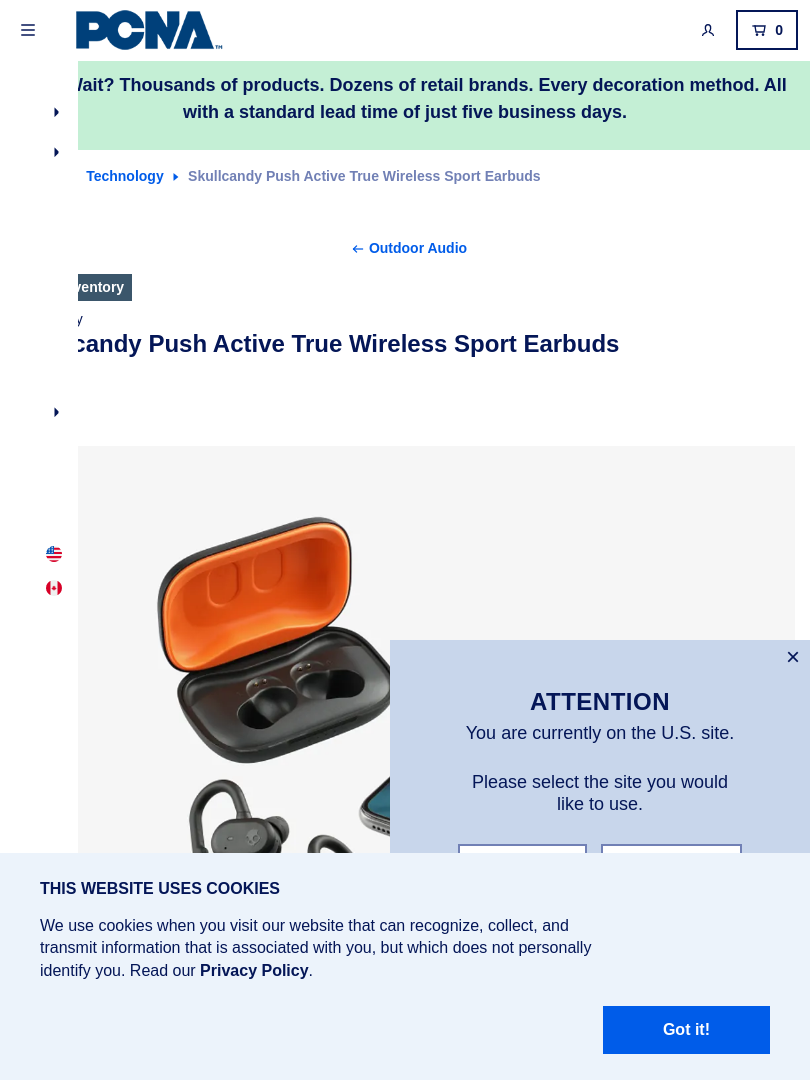 PCNA™
0
Wait? Thousands of products. Dozens of retail brands. Every decoration method. All
with a standard lead time of just five business days.
Technology
Skullcandy Push Active True Wireless Sport Earbuds
Outdoor Audio
Push Active True Wireless Sport Earbuds
ATTENTION
You are currently on the U.S. site.
Please select the site you would
like to use.
THIS WEBSITE USES COOKIES
We use cookies when you visit our website that can recognize, collect, and
transmit information that is associated with you, but which does not personally
identify you. Read our Privacy Policy.
Got it!